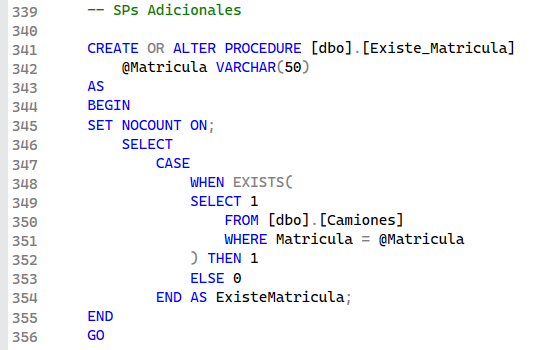 339 -- SPs Adicionales
340
341 CREATE OR ALTER PROCEDURE [dbo].[Existe_Matricula]
342 @Matricula VARCHAR(50)
343 AS
344 BEGIN
345 SET NOCOUNT ON;
346 SELECT
347 CASE
348 WHEN EXISTS(
349 SELECT 1
350 FROM [dbo].[Camiones]
351 WHERE Matricula = @Matricula
352 ) THEN 1
353 ELSE 0
354 END AS ExisteMatricula;
355 END
356 GO